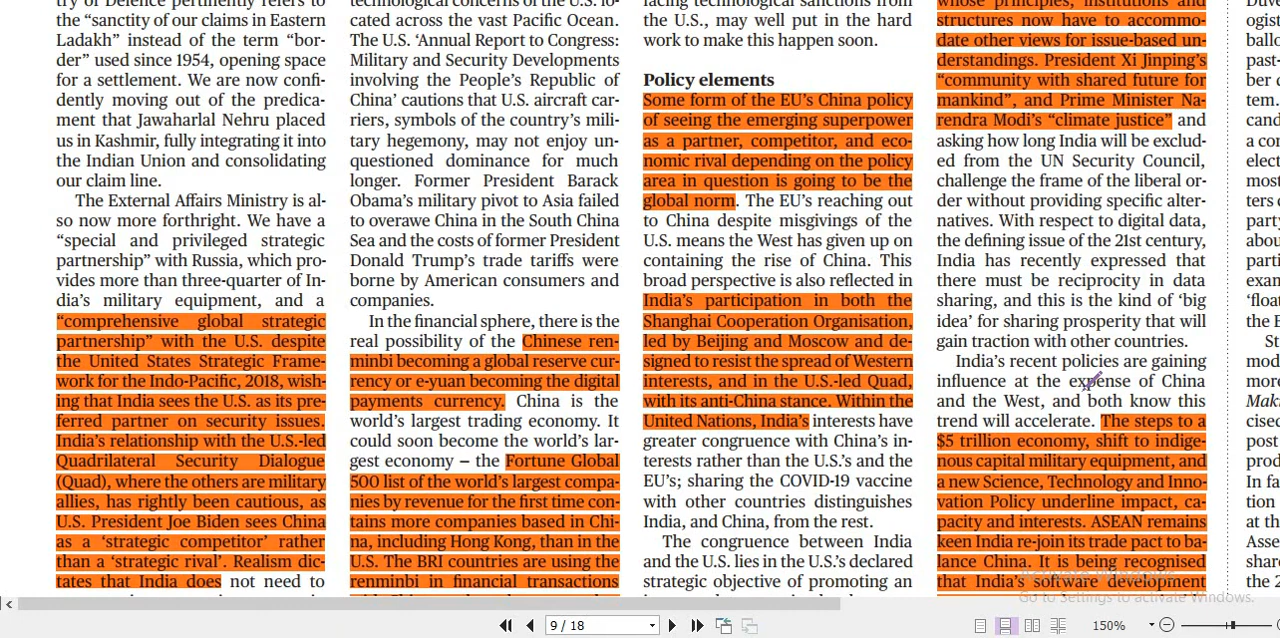 try of Defence pertinently refers to
the “sanctity of our claims in Eastern
Ladakh” instead of the term “bor-
der” used since 1954, opening space
for a settlement. We are now confi-
dently moving out of the predica-
ment that Jawaharlal Nehru placed
us in Kashmir, fully integrating it into
the Indian Union and consolidating
our claim line.
The External Affairs Ministry is al-
so now more forthright. We have a
“special and privileged strategic
partnership” with Russia, which pro-
vides more than three-quarter of In-
dia’s military equipment, and a
“comprehensive global strategic
partnership” with the U.S. despite
the United States Strategic Frame-
work for the Indo-Pacific, 2018, wish-
ing that India sees the U.S. as its pre-
ferred partner on security issues.
India’s relationship with the U.S.-led
Quadrilateral Security Dialogue
(Quad), where the others are military
allies, has rightly been cautious, as
U.S. President Joe Biden sees China
as a ‘strategic competitor’ rather
than a ‘strategic rival’. Realism dic-
tates that India does not need to
technological concerns of the U.S. lo-
cated across the vast Pacific Ocean.
The U.S. ‘Annual Report to Congress:
Military and Security Developments
involving the People’s Republic of
China’ cautions that U.S. aircraft car-
riers, symbols of the country’s mili-
tary hegemony, may not enjoy un-
questioned dominance for much
longer. Former President Barack
Obama’s military pivot to Asia failed
to overawe China in the South China
Sea and the costs of former President
Donald Trump’s trade tariffs were
borne by American consumers and
companies.
In the financial sphere, there is the
real possibility of the Chinese ren-
minbi becoming a global reserve cur-
rency or e-yuan becoming the digital
payments currency. China is the
world’s largest trading economy. It
could soon become the world’s lar-
gest economy – the Fortune Global
500 list of the world’s largest compa-
nies by revenue for the first time con-
tains more companies based in Chi-
na, including Hong Kong, than in the
U.S. The BRI countries are using the
renminbi in financial transactions
facing technological sanctions from
the U.S., may well put in the hard
work to make this happen soon.
Policy elements
Some form of the EU’s China policy
of seeing the emerging superpower
as a partner, competitor, and eco-
nomic rival depending on the policy
area in question is going to be the
global norm. The EU’s reaching out
to China despite misgivings of the
U.S. means the West has given up on
containing the rise of China. This
broad perspective is also reflected in
India’s participation in both the
Shanghai Cooperation Organisation,
led by Beijing and Moscow and de-
signed to resist the spread of Western
interests, and in the U.S.-led Quad,
with its anti-China stance. Within the
United Nations, India’s interests have
greater congruence with China’s in-
terests rather than the U.S.’s and the
EU’s; sharing the COVID-19 vaccine
with other countries distinguishes
India, and China, from the rest.
The congruence between India
and the U.S. lies in the U.S.’s declared
strategic objective of promoting an
whose principles, institutions and
structures now have to accommo-
date other views for issue-based un-
derstandings. President Xi Jinping’s
“community with shared future for
mankind”, and Prime Minister Na-
rendra Modi’s “climate justice” and
asking how long India will be exclud-
ed from the UN Security Council,
challenge the frame of the liberal or-
der without providing specific alter-
natives. With respect to digital data,
the defining issue of the 21st century,
India has recently expressed that
there must be reciprocity in data
sharing, and this is the kind of ‘big
idea’ for sharing prosperity that will
gain traction with other countries.
India’s recent policies are gaining
influence at the expense of China
and the West, and both know this
trend will accelerate. The steps to a
$5 trillion economy, shift to indige-
nous capital military equipment, and
a new Science, Technology and Inno-
vation Policy underline impact, ca-
pacity and interests. ASEAN remains
keen India re-join its trade pact to ba-
lance China. It is being recognised
that India’s software development
Go to Settings to activate Windows.
9 / 18
150%